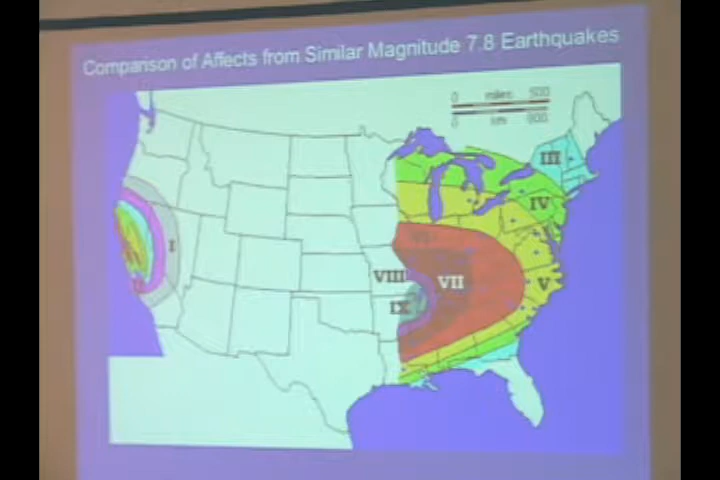 Comparison of Affects from Similar Magnitude 7.8 Earthquakes
0 miles 500
0 km 800
III
IV
I
VIII
VII
V
IX